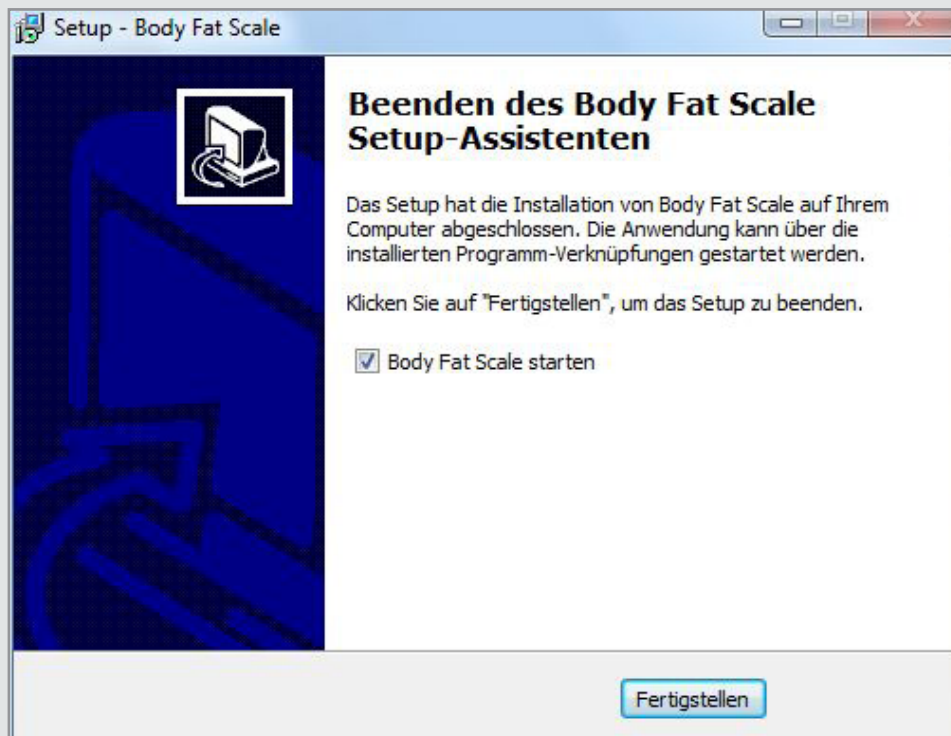 Setup - Body Fat Scale
Beenden des Body Fat Scale
Setup-Assistenten
Das Setup hat die Installation von Body Fat Scale auf Ihrem
Computer abgeschlossen. Die Anwendung kann über die
installierten Programm-Verknüpfungen gestartet werden.
Klicken Sie auf "Fertigstellen", um das Setup zu beenden.
Body Fat Scale starten
Fertigstellen